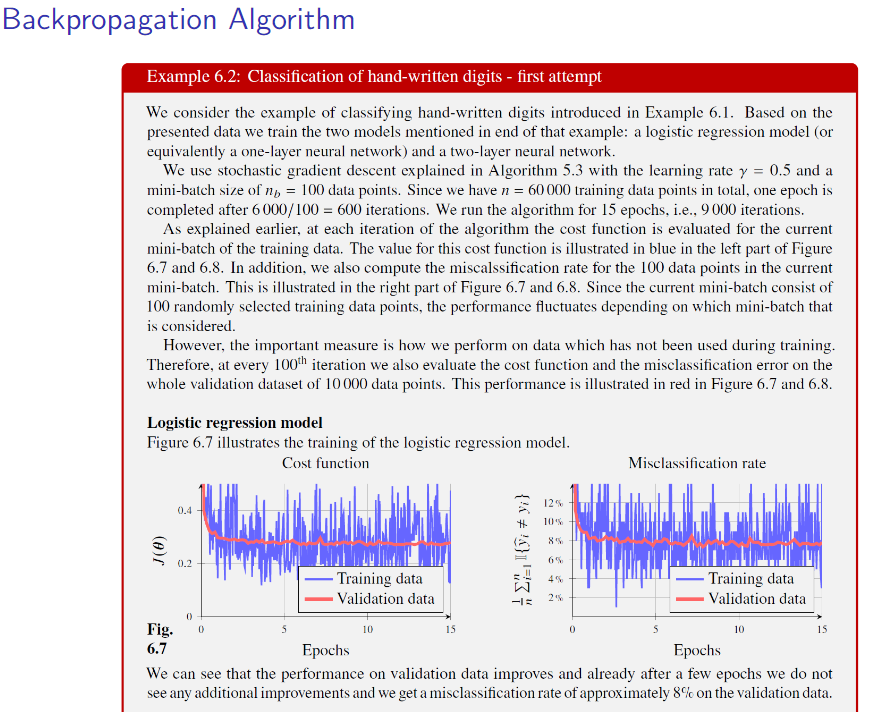 Backpropagation Algorithm
Example 6.2: Classification of hand-written digits - first attempt
We consider the example of classifying hand-written digits introduced in Example 6.1. Based on the
presented data we train the two models mentioned in end of that example: a logistic regression model (or
equivalently a one-layer neural network) and a two-layer neural network.
We use stochastic gradient descent explained in Algorithm 5.3 with the learning rate γ = 0.5 and a
mini-batch size of n_b = 100 data points. Since we have n = 60 000 training data points in total, one epoch is
completed after 6 000/100 = 600 iterations. We run the algorithm for 15 epochs, i.e., 9 000 iterations.
As explained earlier, at each iteration of the algorithm the cost function is evaluated for the current
mini-batch of the training data. The value for this cost function is illustrated in blue in the left part of Figure
6.7 and 6.8. In addition, we also compute the miscalssification rate for the 100 data points in the current
mini-batch. This is illustrated in the right part of Figure 6.7 and 6.8. Since the current mini-batch consist of
100 randomly selected training data points, the performance fluctuates depending on which mini-batch that
is considered.
However, the important measure is how we perform on data which has not been used during training.
Therefore, at every 100th iteration we also evaluate the cost function and the misclassification error on the
whole validation dataset of 10 000 data points. This performance is illustrated in red in Figure 6.7 and 6.8.
Logistic regression model
Figure 6.7 illustrates the training of the logistic regression model.
Cost function
J(θ)
0.4
0.2
0
0 5 10 15
Epochs
Training data
Validation data
Misclassification rate
1/n ∑_{i=1}^n 𝕀{ŷ_i ≠ y_i}
12 %
10 %
8 %
6 %
4 %
2 %
0 5 10 15
Epochs
Training data
Validation data
Fig.
6.7
We can see that the performance on validation data improves and already after a few epochs we do not
see any additional improvements and we get a misclassification rate of approximately 8% on the validation data.